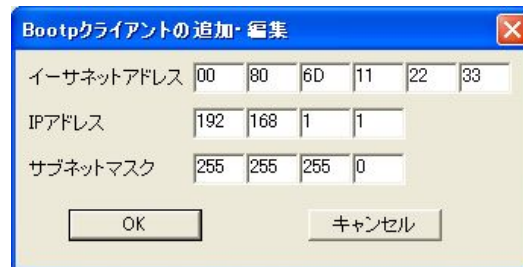 Bootpクライアントの追加・編集
イーサネットアドレス 00 80 6D 11 22 33
IPアドレス 192 168 1 1
サブネットマスク 255 255 255 0
OK キャンセル